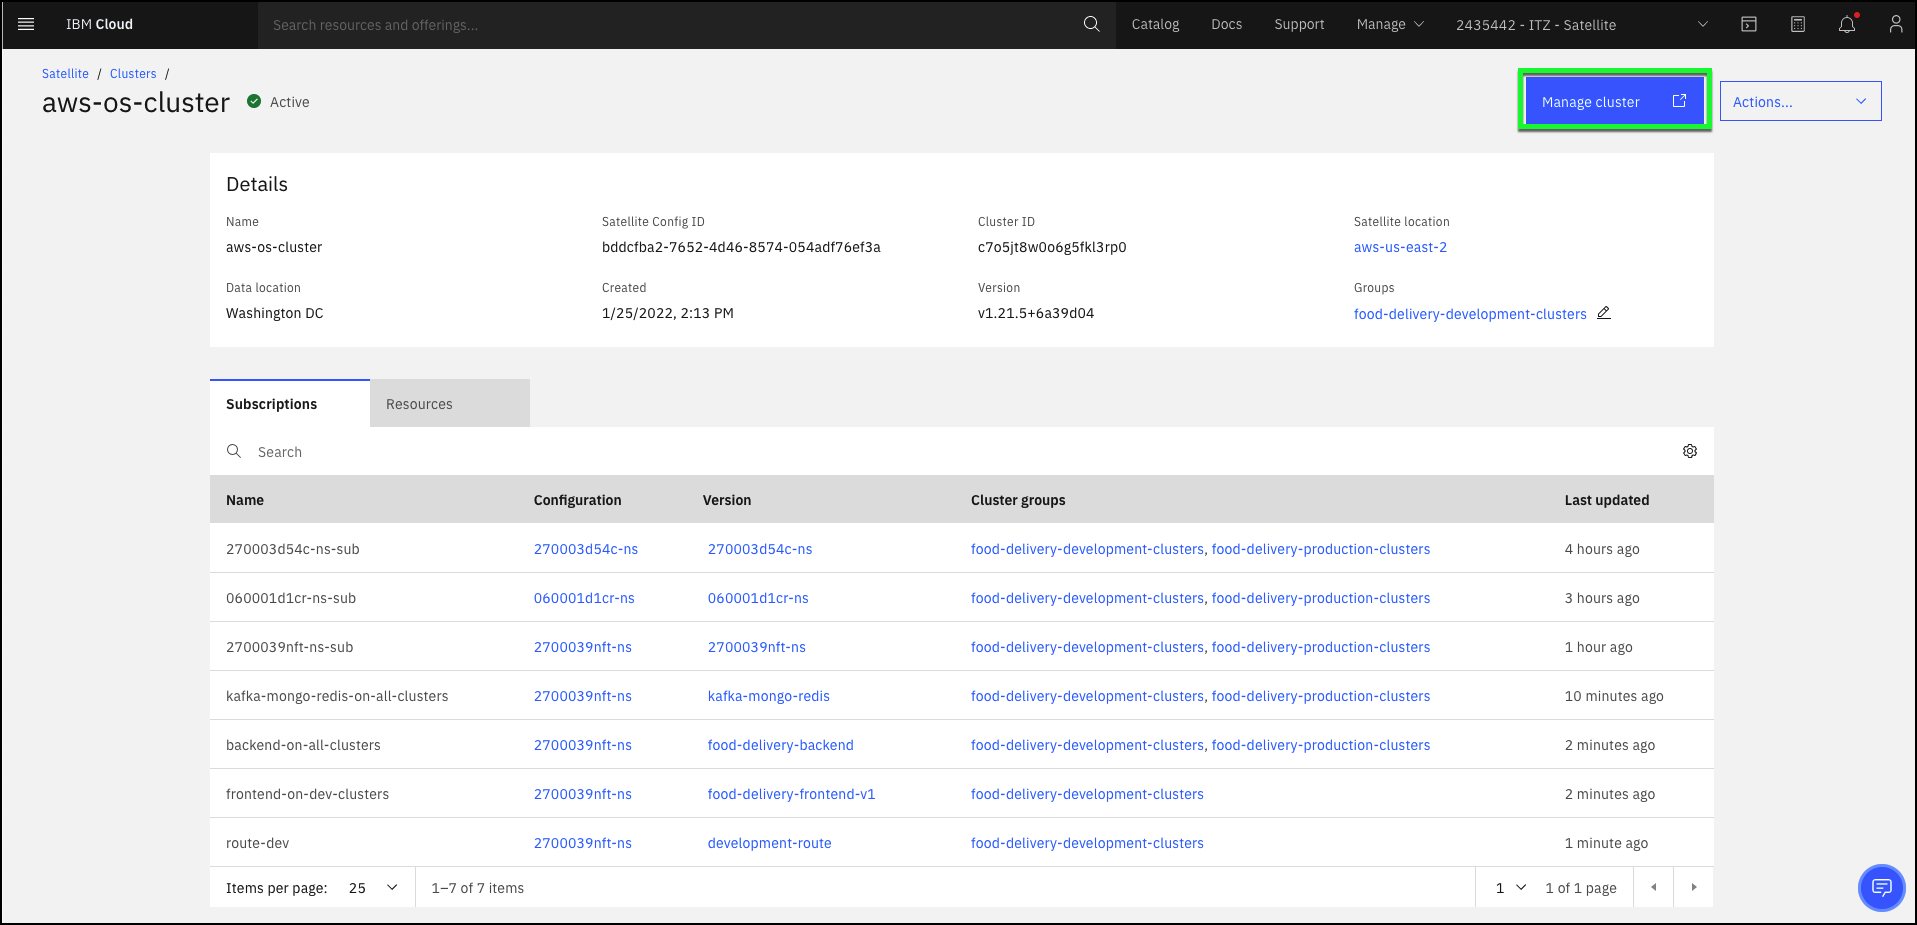 IBM Cloud
Search resources and offerings...
Catalog
Docs
Support
Manage
2435442 - ITZ - Satellite
Satellite / Clusters /
aws-os-cluster
Active
Manage cluster
Actions...
Details
Name
Satellite Config ID
Cluster ID
Satellite location
aws-os-cluster
bddcfba2-7652-4d46-8574-054adf76ef3a
c7o5jt8w0o6g5fkl3rp0
aws-us-east-2
Data location
Created
Version
Groups
Washington DC
1/25/2022, 2:13 PM
v1.21.5+6a39d04
food-delivery-development-clusters
Subscriptions
Resources
Search
Name Configuration Version Cluster groups Last updated
270003d54c-ns-sub 270003d54c-ns 270003d54c-ns food-delivery-development-clusters, food-delivery-production-clusters 4 hours ago
060001d1cr-ns-sub 060001d1cr-ns 060001d1cr-ns food-delivery-development-clusters, food-delivery-production-clusters 3 hours ago
2700039nft-ns-sub 2700039nft-ns 2700039nft-ns food-delivery-development-clusters, food-delivery-production-clusters 1 hour ago
kafka-mongo-redis-on-all-clusters 2700039nft-ns kafka-mongo-redis food-delivery-development-clusters, food-delivery-production-clusters 10 minutes ago
backend-on-all-clusters 2700039nft-ns food-delivery-backend food-delivery-development-clusters, food-delivery-production-clusters 2 minutes ago
frontend-on-dev-clusters 2700039nft-ns food-delivery-frontend-v1 food-delivery-development-clusters 2 minutes ago
route-dev 2700039nft-ns development-route food-delivery-development-clusters 1 minute ago
Items per page: 25 1–7 of 7 items 1 1 of 1 page